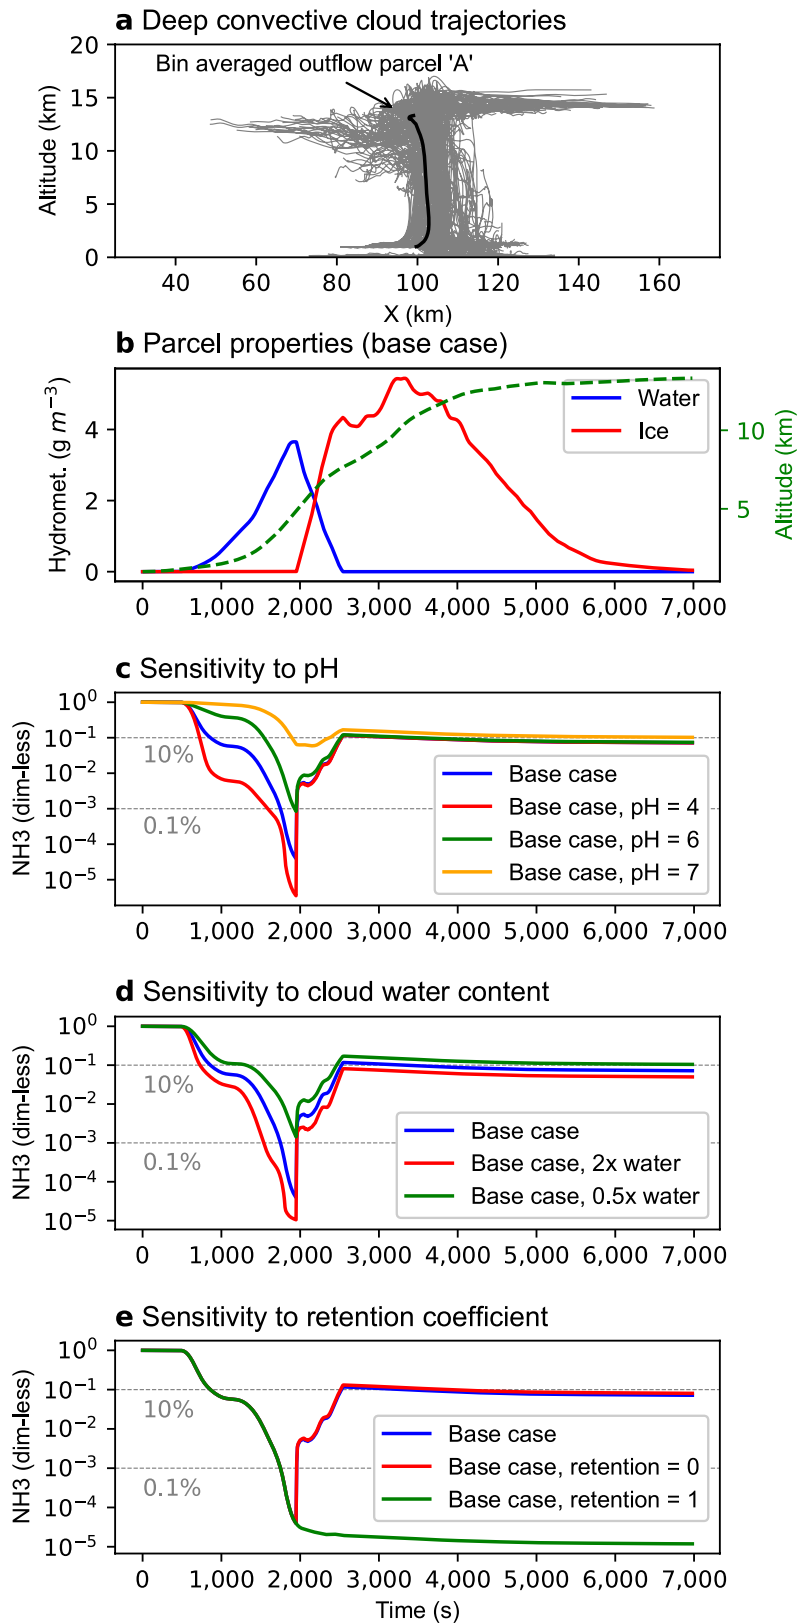 a Deep convective cloud trajectories
Bin averaged outflow parcel 'A'
Altitude (km)
20
15
10
5
0
40 60 80 100 120 140 160
X (km)
b Parcel properties (base case)
Hydromet. (g m⁻³)
4
2
0
Water
Ice
10
5
Altitude (km)
0 1,000 2,000 3,000 4,000 5,000 6,000 7,000
c Sensitivity to pH
NH3 (dim-less)
10⁰
10⁻¹
10⁻²
10⁻³
10⁻⁴
10⁻⁵
10%
0.1%
Base case
Base case, pH = 4
Base case, pH = 6
Base case, pH = 7
0 1,000 2,000 3,000 4,000 5,000 6,000 7,000
d Sensitivity to cloud water content
NH3 (dim-less)
10⁰
10⁻¹
10⁻²
10⁻³
10⁻⁴
10⁻⁵
10%
0.1%
Base case
Base case, 2x water
Base case, 0.5x water
0 1,000 2,000 3,000 4,000 5,000 6,000 7,000
e Sensitivity to retention coefficient
NH3 (dim-less)
10⁰
10⁻¹
10⁻²
10⁻³
10⁻⁴
10⁻⁵
10%
0.1%
Base case
Base case, retention = 0
Base case, retention = 1
0 1,000 2,000 3,000 4,000 5,000 6,000 7,000
Time (s)